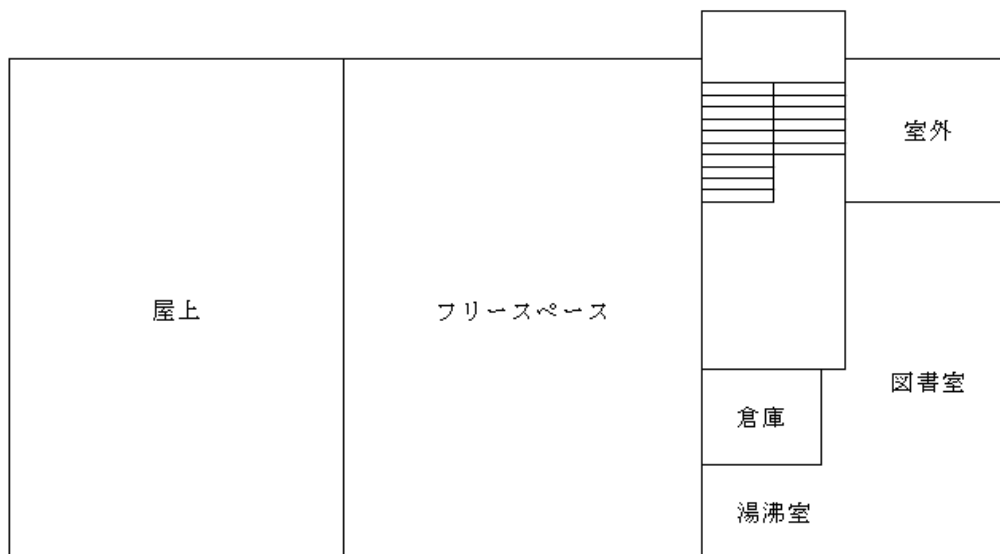 室外
屋上
フリースペース
図書室
倉庫
湯沸室